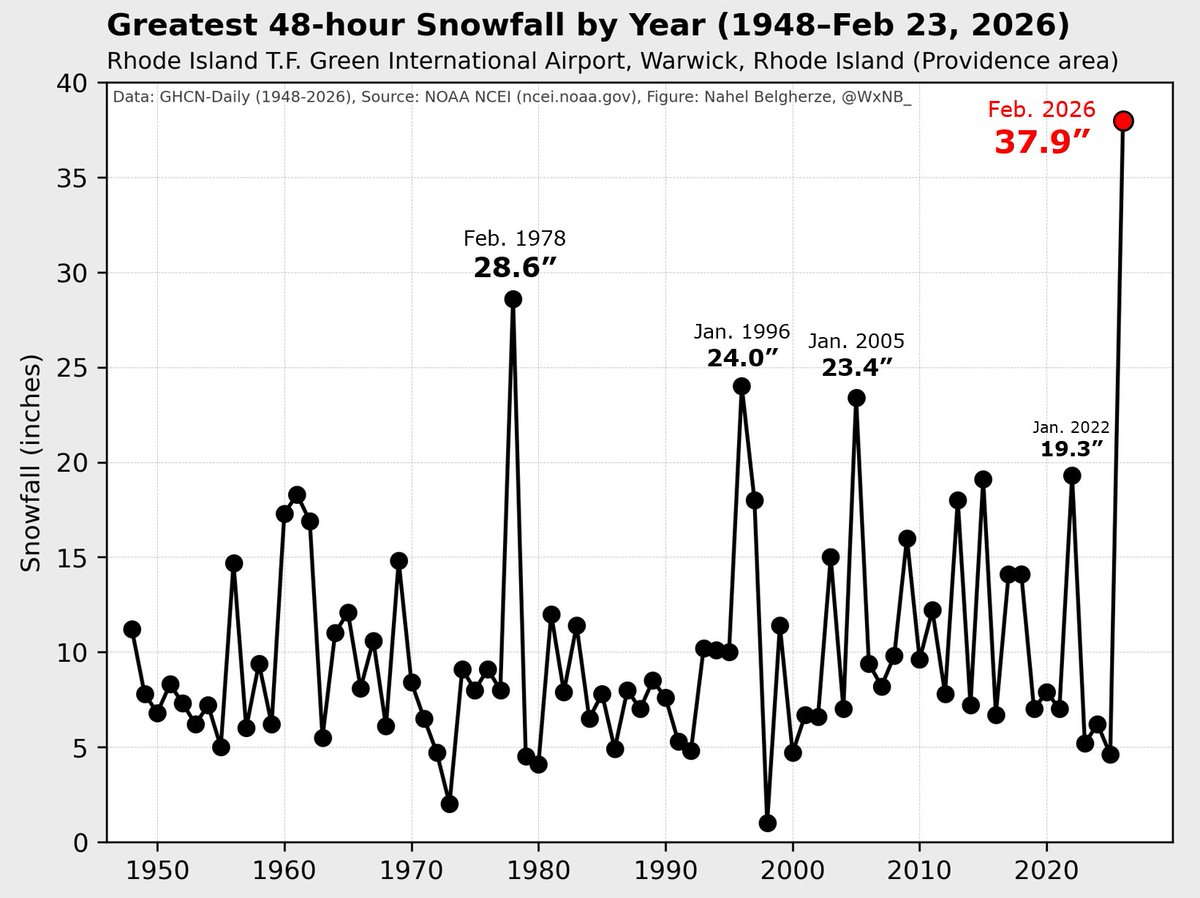 Greatest 48-hour Snowfall by Year (1948–Feb 23, 2026)
Rhode Island T.F. Green International Airport, Warwick, Rhode Island (Providence area)
Data: GHCN-Daily (1948-2026), Source: NOAA NCEI (ncei.noaa.gov), Figure: Nahel Belgherze, @WxNB_
Feb. 2026
37.9″
Feb. 1978
28.6″
Jan. 1996
24.0″
Jan. 2005
23.4″
Jan. 2022
19.3″
Snowfall (inches)
40
35
30
25
20
15
10
5
0
1950 1960 1970 1980 1990 2000 2010 2020